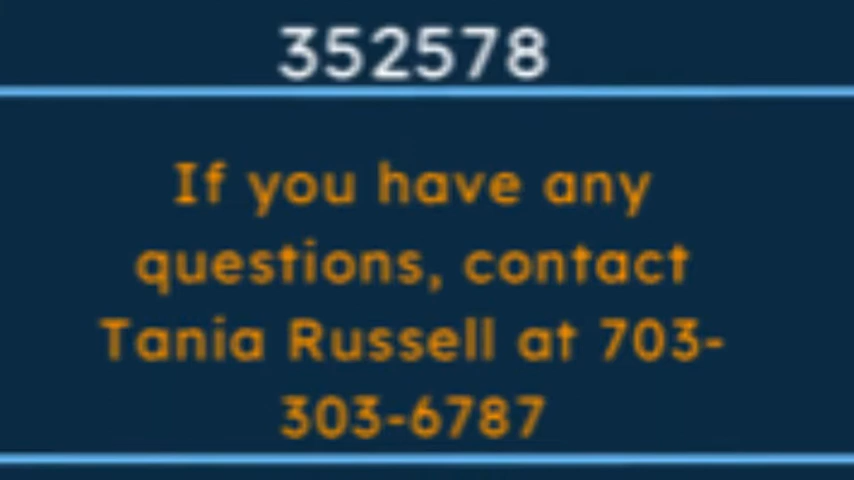 352578
If you have any
questions, contact
Tania Russell at 703-
303-6787